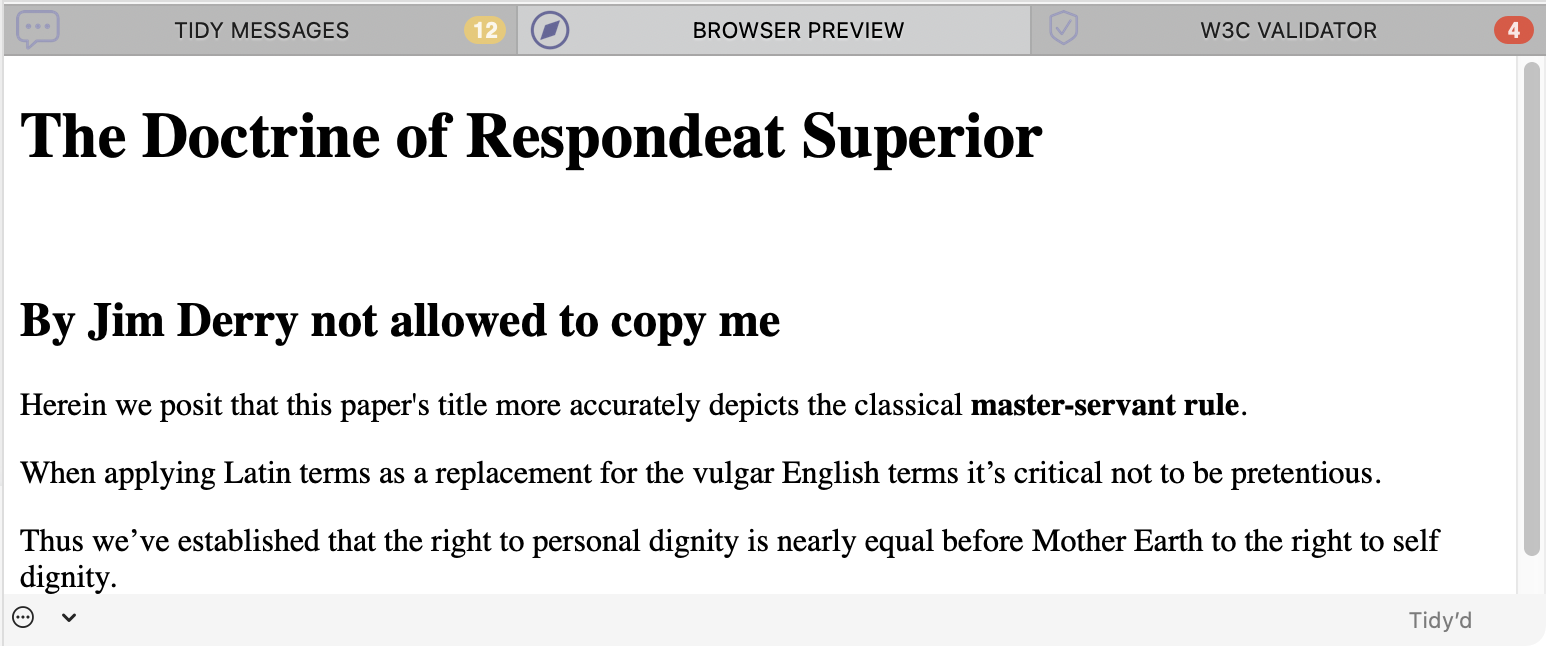 TIDY MESSAGES 12 BROWSER PREVIEW W3C VALIDATOR 4
The Doctrine of Respondeat Superior
By Jim Derry not allowed to copy me
Herein we posit that this paper's title more accurately depicts the classical master-servant rule.
When applying Latin terms as a replacement for the vulgar English terms it’s critical not to be pretentious.
Thus we’ve established that the right to personal dignity is nearly equal before Mother Earth to the right to self
dignity.
Tidy’d